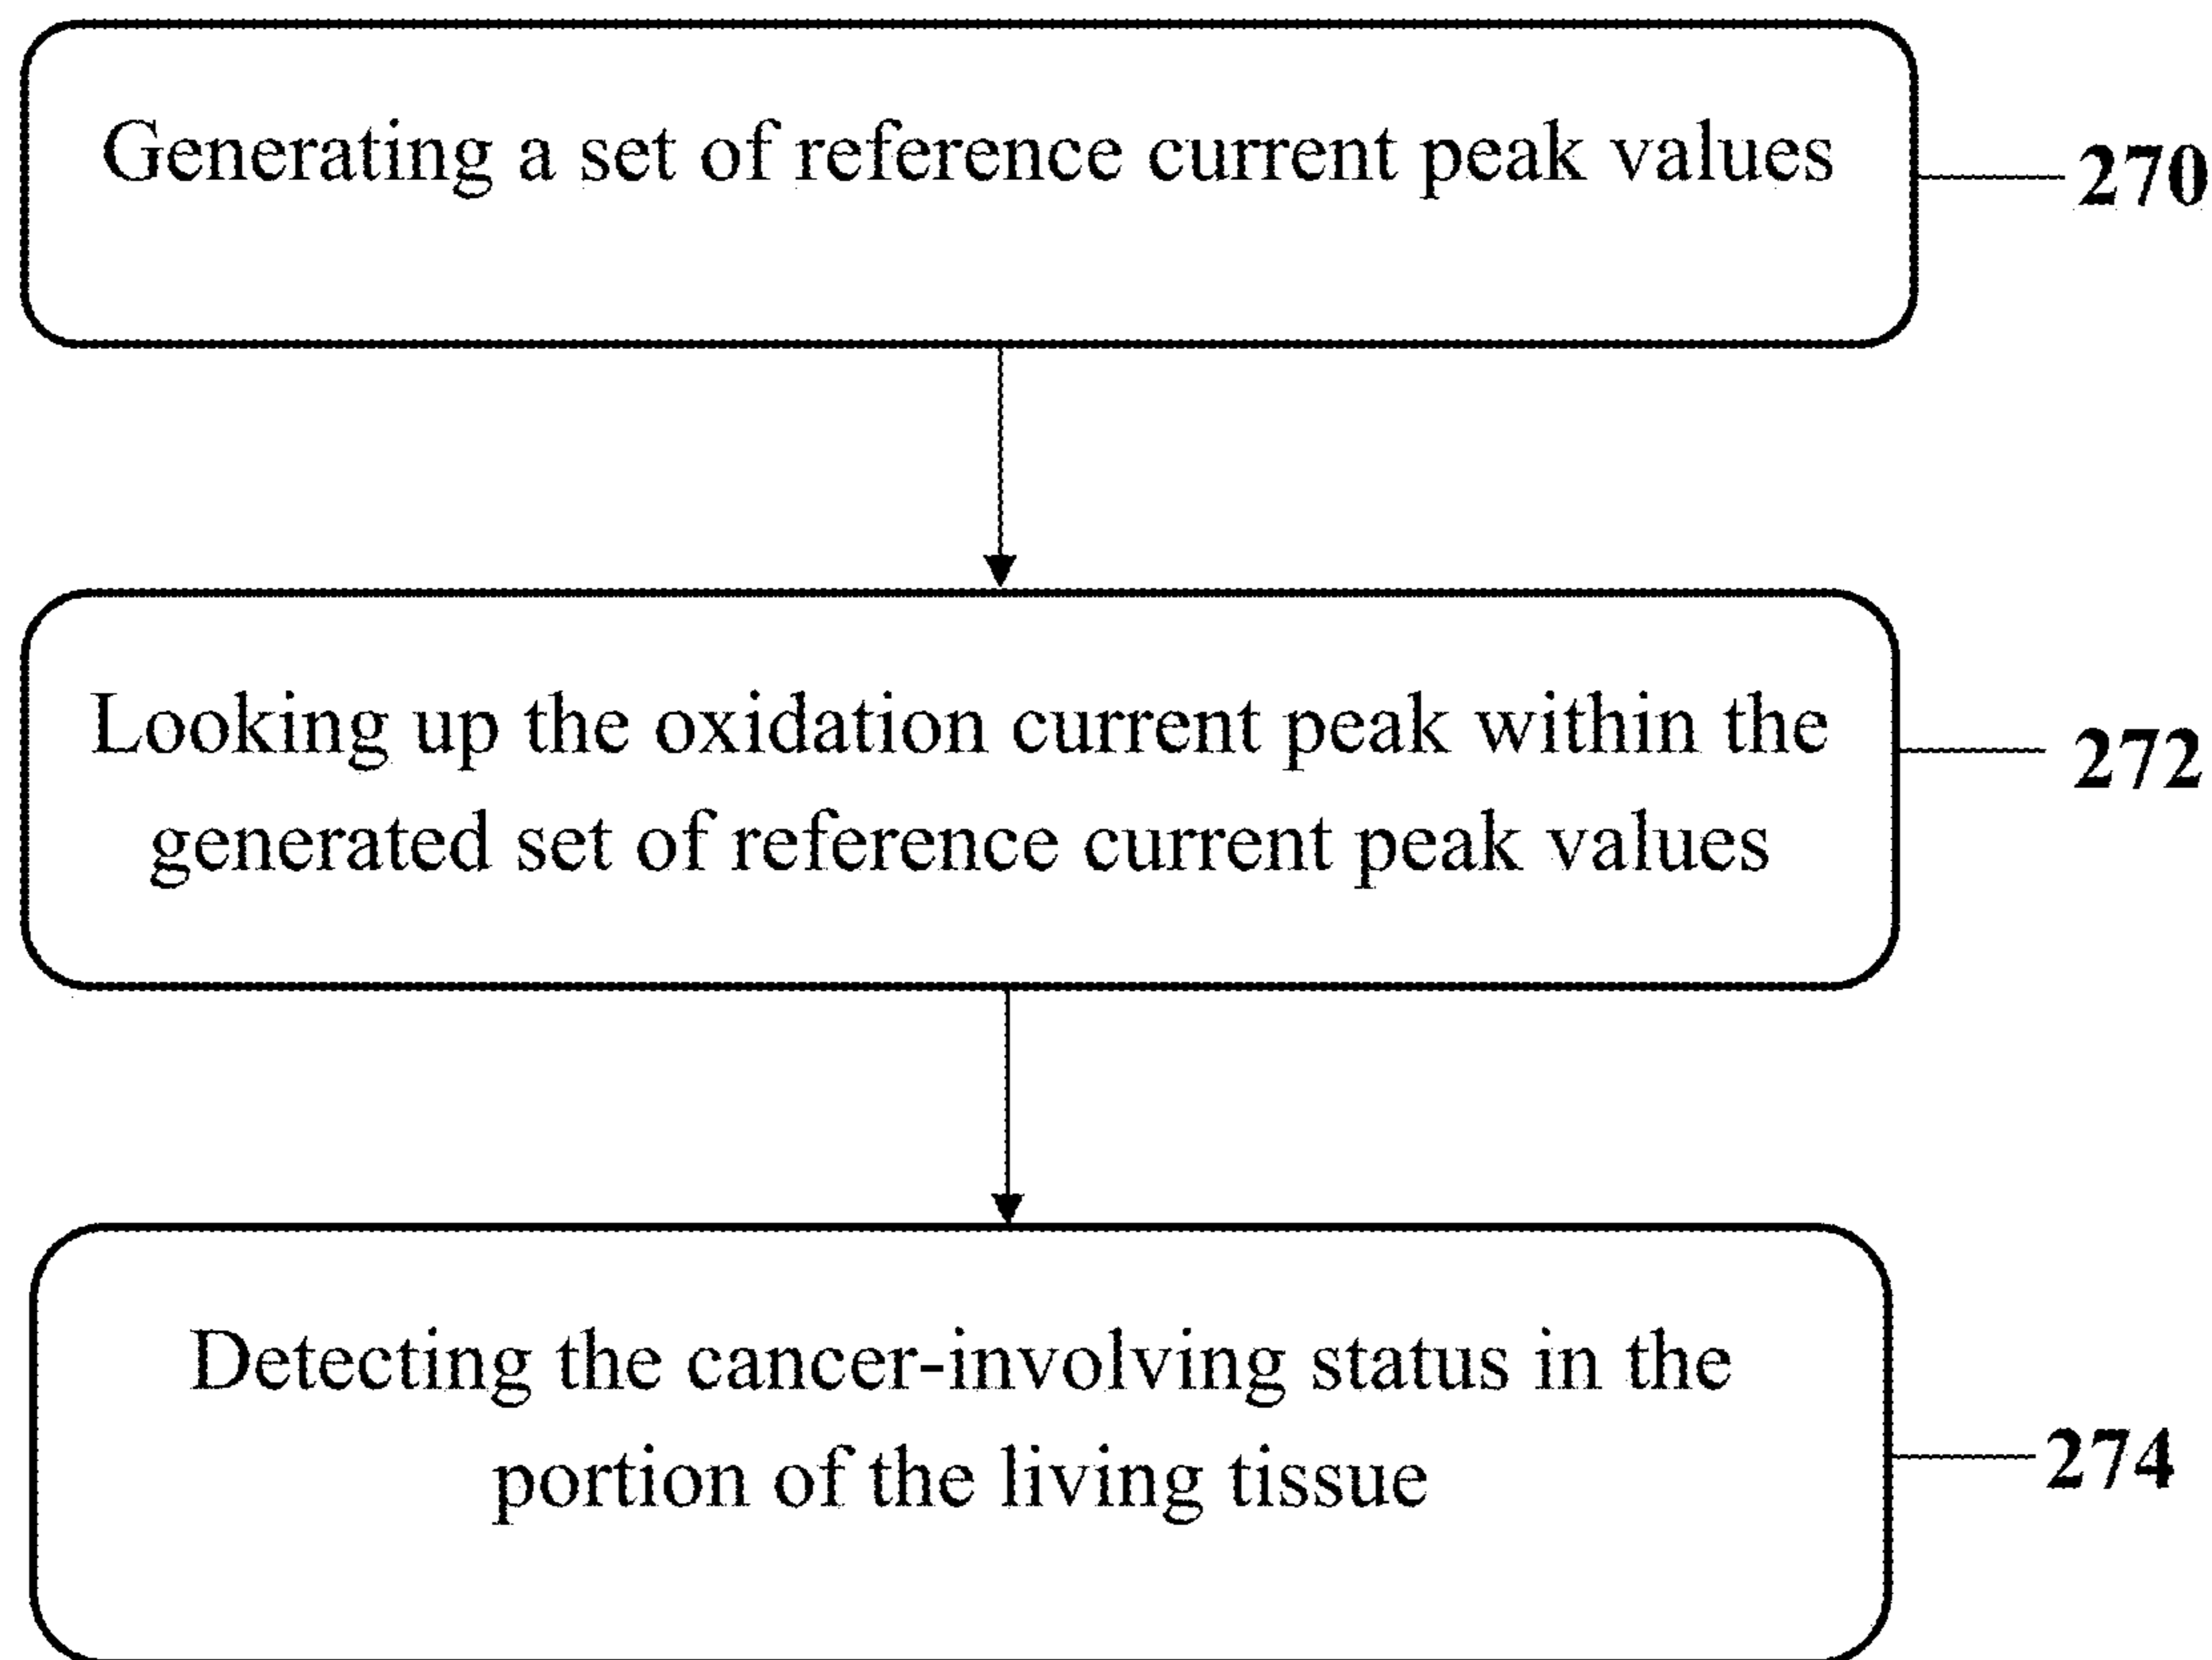 Generating a set of reference current peak values
270
Looking up the oxidation current peak within the
generated set of reference current peak values
272
Detecting the cancer-involving status in the
portion of the living tissue
274